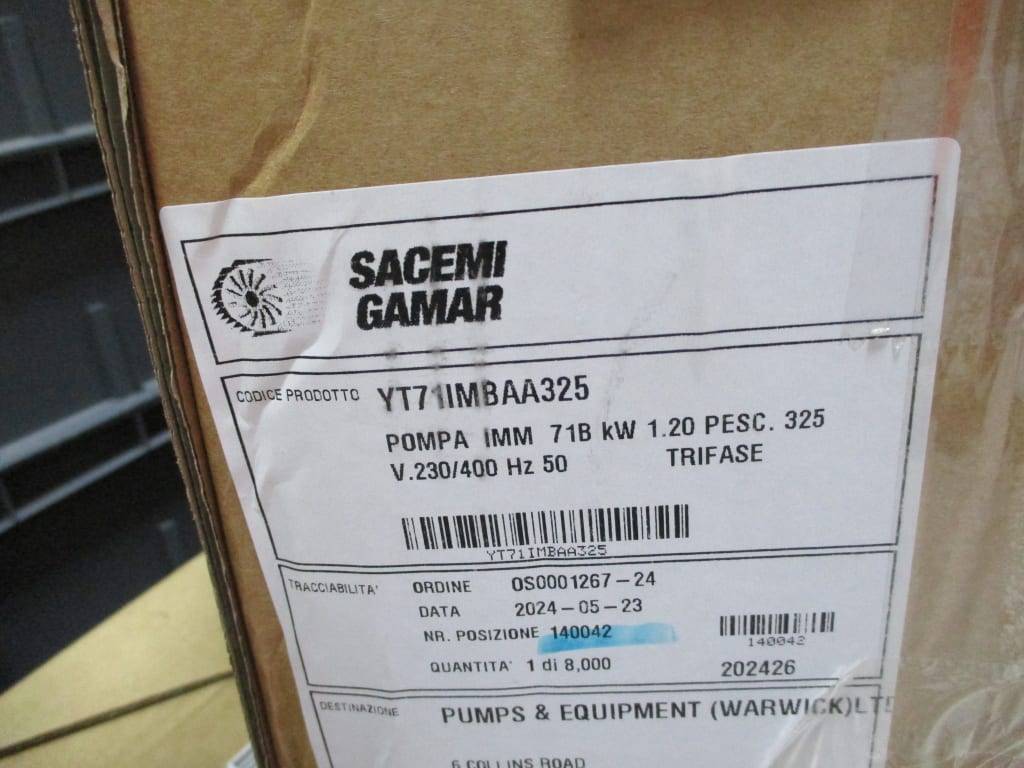 SACEMI
GAMAR
CODICE PRODOTTO YT71IMBAA325
POMPA IMM 71B kW 1.20 PESC. 325
V.230/400 Hz 50 TRIFASE
YT71IMBAA325
TRACCIABILITA' ORDINE OS0001267-24
DATA 2024-05-23
NR. POSIZIONE 140042
140042
QUANTITA' 1 di 8,000 202426
DESTINAZIONE PUMPS & EQUIPMENT (WARWICK)LTD
6 COLLINS ROAD